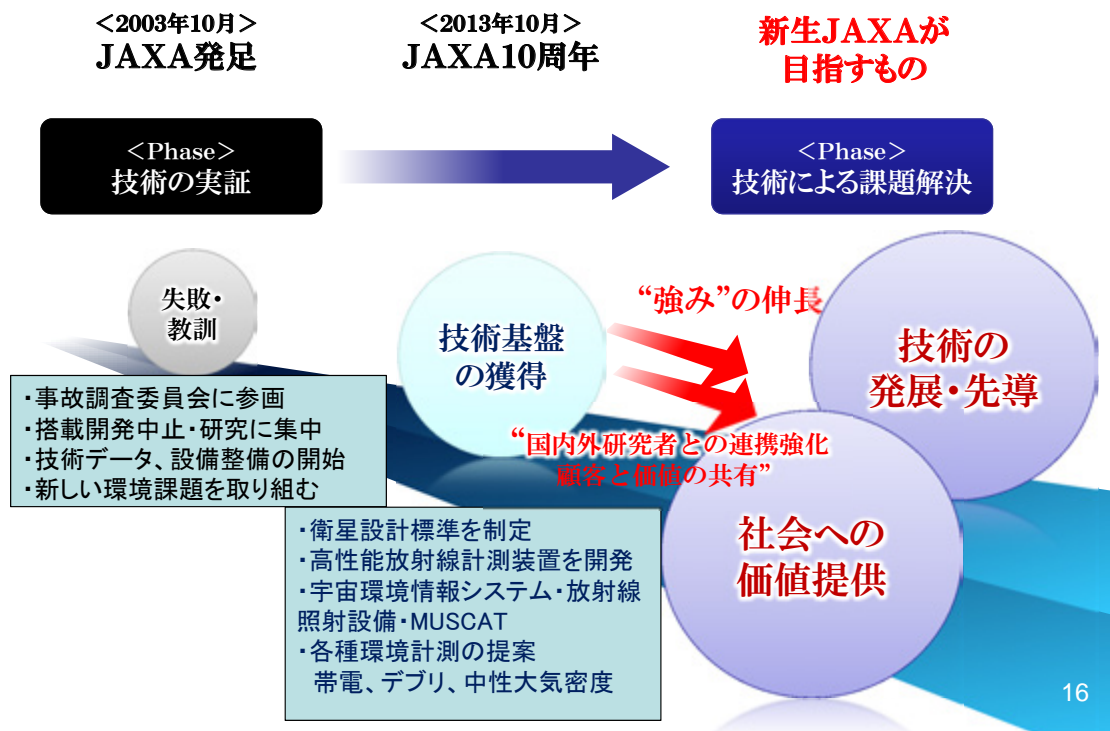 <2003年10月>
JAXA発足
<2013年10月>
JAXA10周年
新生JAXAが
目指すもの
<Phase>
技術の実証
<Phase>
技術による課題解決
失敗・
教訓
技術基盤
の獲得
“強み”の伸長
技術の
発展・先導
・事故調査委員会に参画
・搭載開発中止・研究に集中
・技術データ、設備整備の開始
・新しい環境課題を取り組む
“国内外研究者との連携強化
顧客と価値の共有”
・衛星設計標準を制定
・高性能放射線計測装置を開発
・宇宙環境情報システム・放射線
照射設備・MUSCAT
・各種環境計測の提案
帯電、デブリ、中性大気密度
社会への
価値提供
16